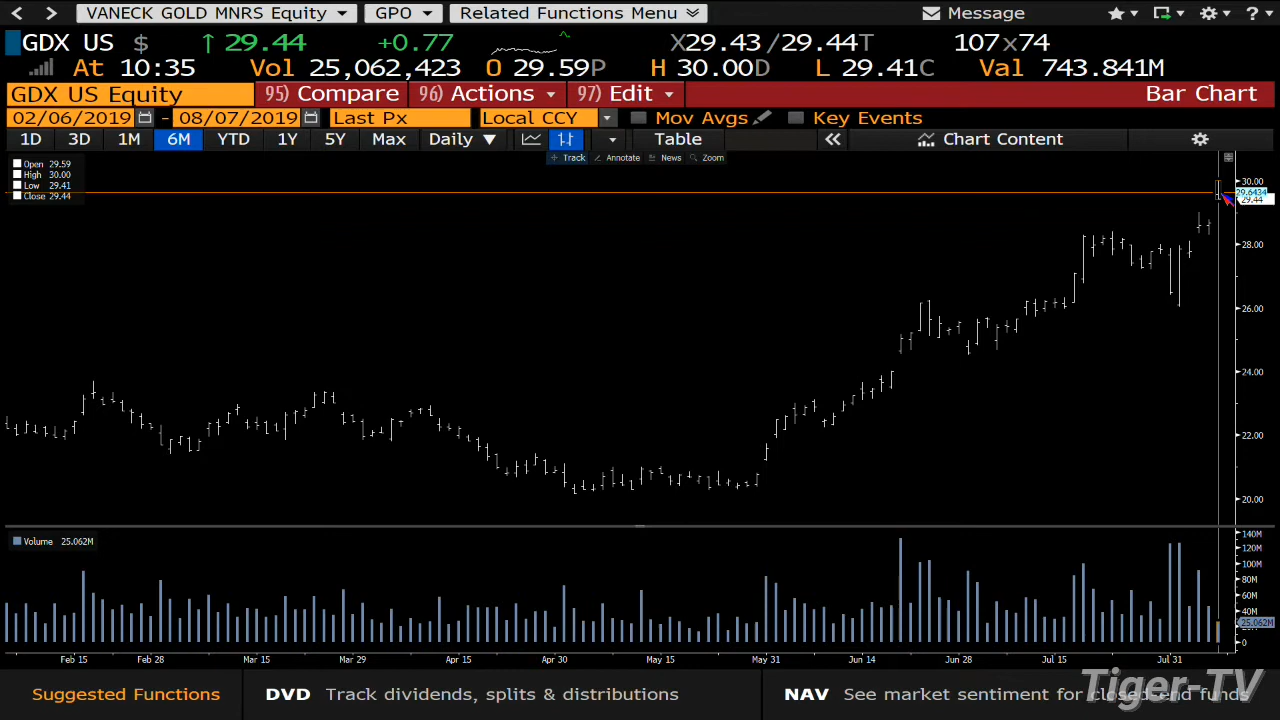 VANECK GOLD MNRS Equity GPO Related Functions Menu Message
GDX US $ ↑ 29.44 +0.77 X29.43 /29.44T 107x74
At 10:35 Vol 25,062,423 O 29.59P H 30.00D L 29.41C Val 743.841M
GDX US Equity 95) Compare 96) Actions 97) Edit Bar Chart
02/06/2019 - 08/07/2019 Last Px Local CCY Mov Avgs Key Events
1D 3D 1M 6M YTD 1Y 5Y Max Daily ▼ Table « Chart Content
Track Annotate News Zoom
Open 29.59
High 30.00
Low 29.41
Close 29.44
30.00
29.6434
29.44
28.00
26.00
24.00
22.00
20.00
Volume 25.062M
140M
120M
100M
80M
60M
40M
25.062M
0
Feb 15 Feb 28 Mar 15 Mar 29 Apr 15 Apr 30 May 15 May 31 Jun 14 Jun 28 Jul 15 Jul 31
Suggested Functions DVD Track dividends, splits & distributions NAV See market sentiment for closed-end funds
Tiger-TV